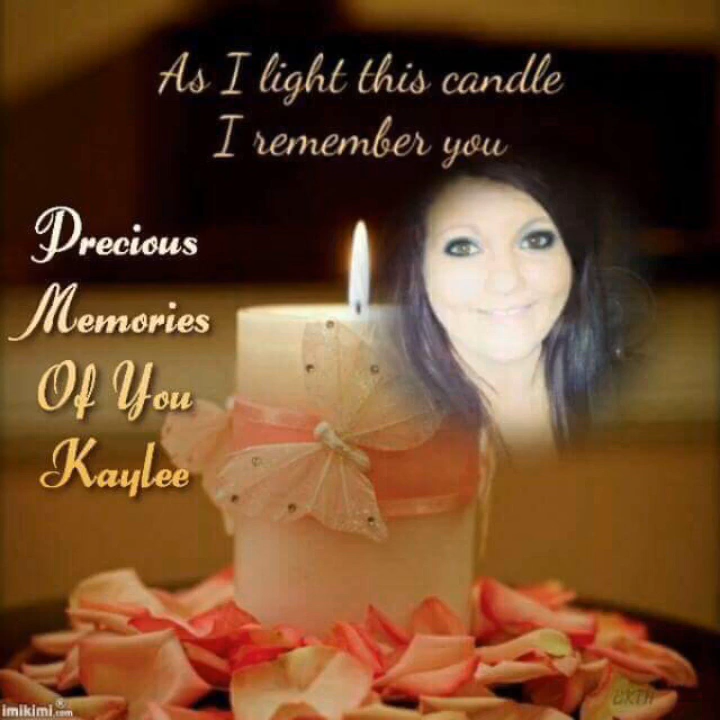 As I light this candle
I remember you
Precious
Memories
Of You
Kaylee
imikimi.com